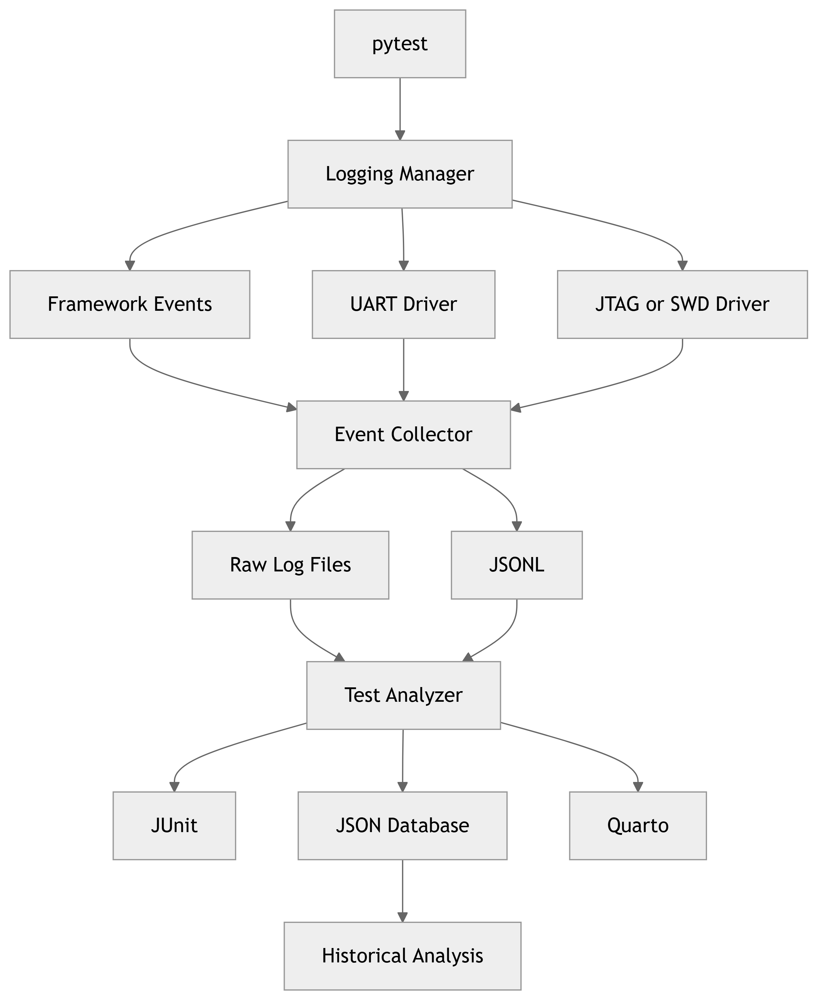 pytest
Logging Manager
Framework Events
UART Driver
JTAG or SWD Driver
Event Collector
Raw Log Files
JSONL
Test Analyzer
JUnit
JSON Database
Quarto
Historical Analysis